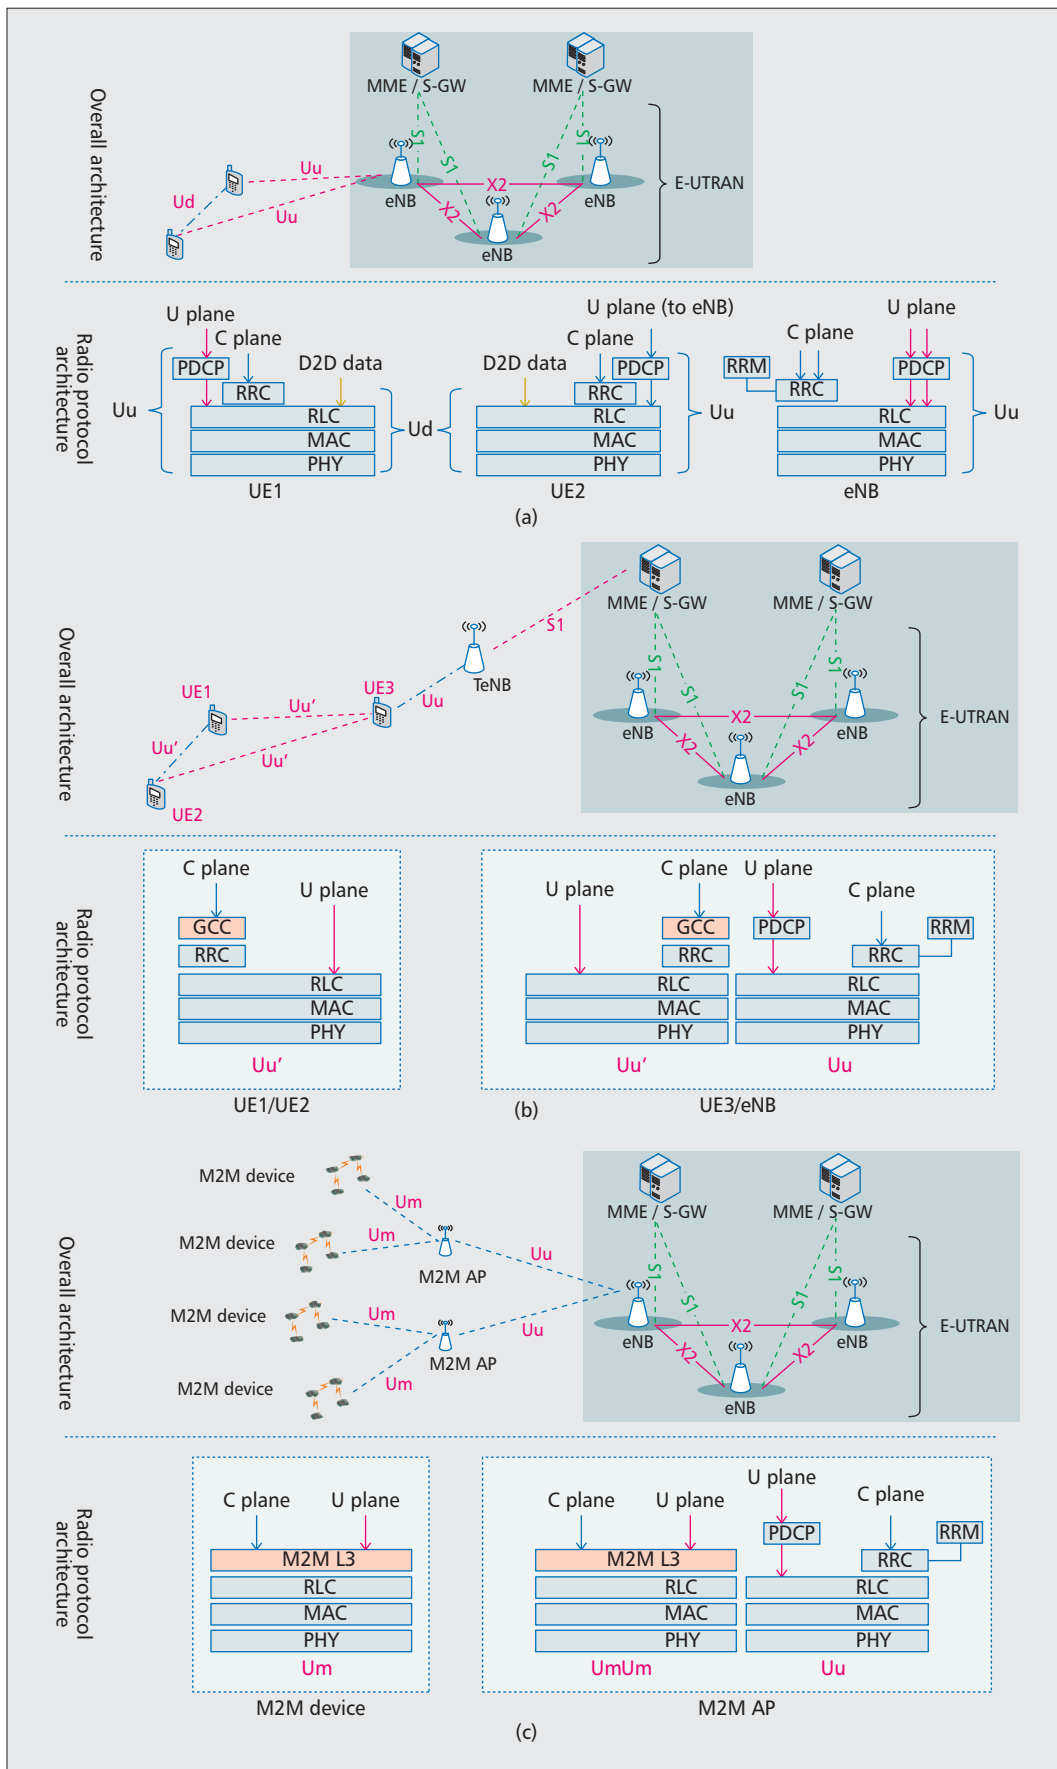 Overall architecture
MME / S-GW
MME / S-GW
S1
S1
S1
S1
Uu
Ud
Uu
X2
X2
X2
eNB
eNB
eNB
E-UTRAN
Radio protocol
architecture
U plane
C plane
PDCP
RRC
D2D data
Uu
RLC
MAC
PHY
UE1
Ud
U plane (to eNB)
C plane
D2D data
PDCP
RRC
RLC
MAC
PHY
Uu
UE2
U plane
C plane
RRM
RRC
PDCP
RLC
MAC
PHY
Uu
eNB
(a)
Overall architecture
MME / S-GW
MME / S-GW
S1
TeNB
S1
S1
S1
S1
UE1
UE3
Uu
Uu’
Uu’
Uu’
UE2
X2
X2
X2
eNB
eNB
eNB
E-UTRAN
Radio protocol
architecture
C plane
U plane
GCC
RRC
RLC
MAC
PHY
Uu’
UE1/UE2
U plane
C plane
U plane
C plane
GCC
PDCP
RRM
RRC
RRC
RLC
RLC
MAC
MAC
PHY
PHY
Uu’
Uu
UE3/eNB
(b)
Overall architecture
M2M device
M2M device
M2M device
M2M device
Um
Um
Um
Um
M2M AP
M2M AP
Uu
Uu
MME / S-GW
MME / S-GW
S1
S1
S1
S1
X2
X2
X2
eNB
eNB
eNB
E-UTRAN
Radio protocol
architecture
C plane
U plane
M2M L3
RLC
MAC
PHY
Um
M2M device
C plane
U plane
U plane
C plane
PDCP
RRM
M2M L3
RRC
RLC
RLC
MAC
MAC
PHY
PHY
UmUm
Uu
M2M AP
(c)